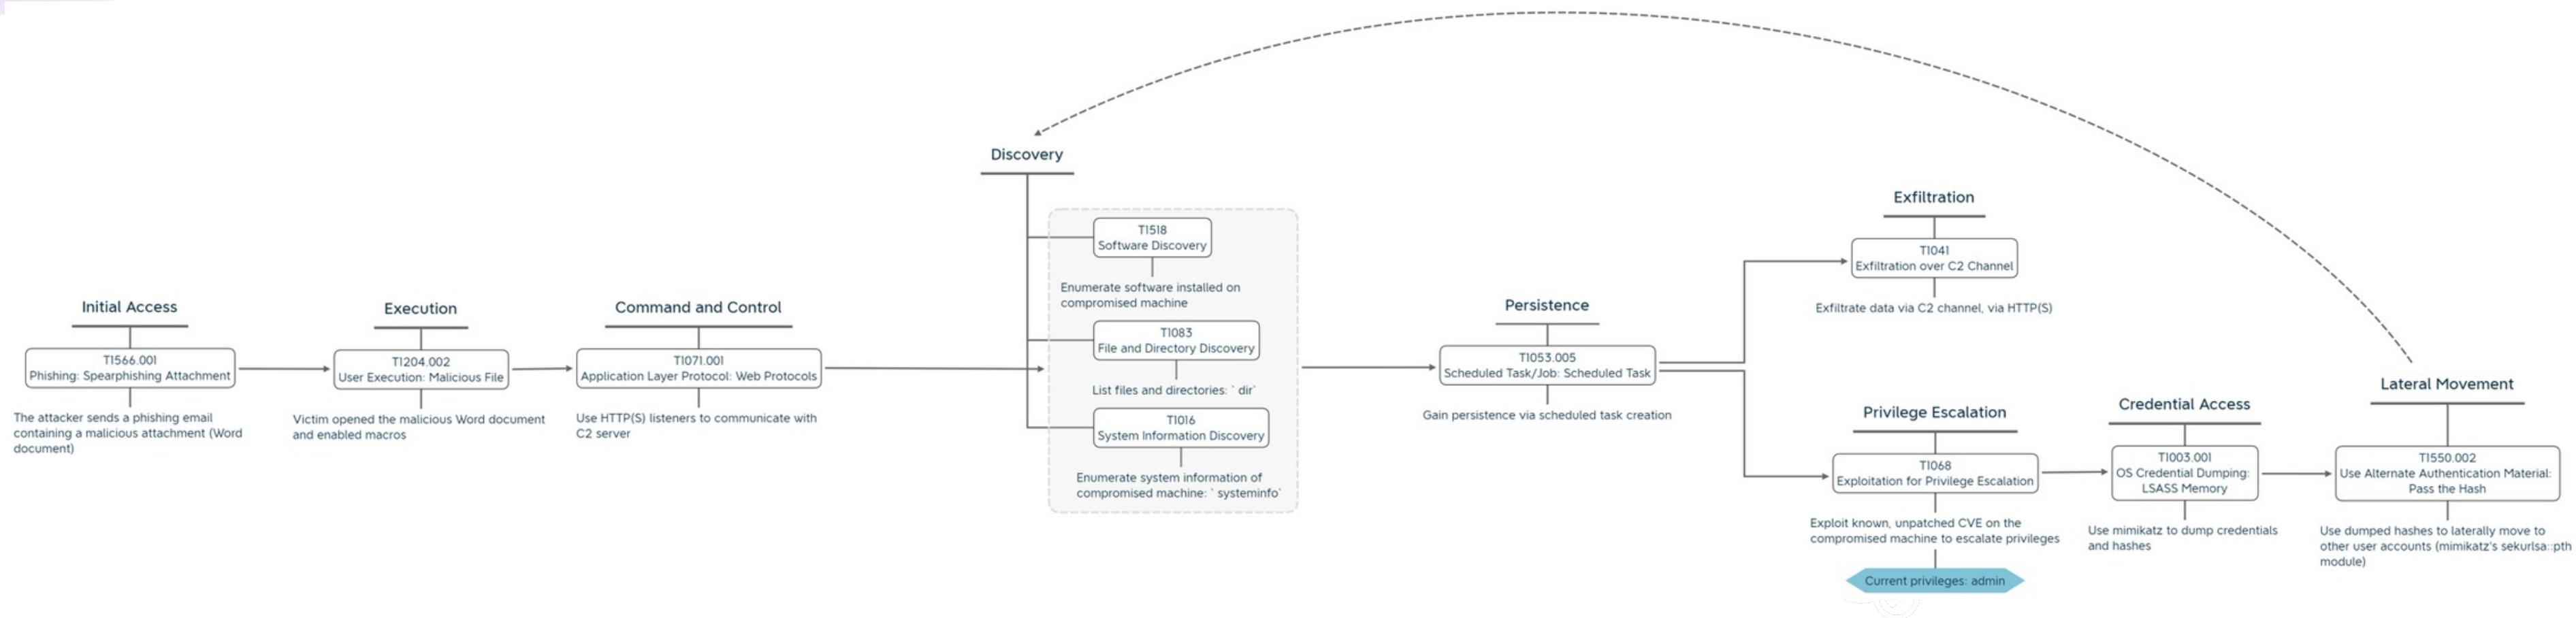 Initial Access
T1566.001
Phishing: Spearphishing Attachment
The attacker sends a phishing email
containing a malicious attachment (Word
document)
Execution
T1204.002
User Execution: Malicious File
Victim opened the malicious Word document
and enabled macros
Command and Control
T1071.001
Application Layer Protocol: Web Protocols
Use HTTP(S) listeners to communicate with
C2 server
Discovery
T1518
Software Discovery
Enumerate software installed on
compromised machine
T1083
File and Directory Discovery
List files and directories: ` dir`
T1016
System Information Discovery
Enumerate system information of
compromised machine: ` systeminfo`
Persistence
T1053.005
Scheduled Task/Job: Scheduled Task
Gain persistence via scheduled task creation
Exfiltration
T1041
Exfiltration over C2 Channel
Exfiltrate data via C2 channel, via HTTP(S)
Privilege Escalation
T1068
Exploitation for Privilege Escalation
Exploit known, unpatched CVE on the
compromised machine to escalate privileges
Current privileges: admin
Credential Access
T1003.001
OS Credential Dumping:
LSASS Memory
Use mimikatz to dump credentials
and hashes
Lateral Movement
T1550.002
Use Alternate Authentication Material:
Pass the Hash
Use dumped hashes to laterally move to
other user accounts (mimikatz's sekurlsa::pth
module)